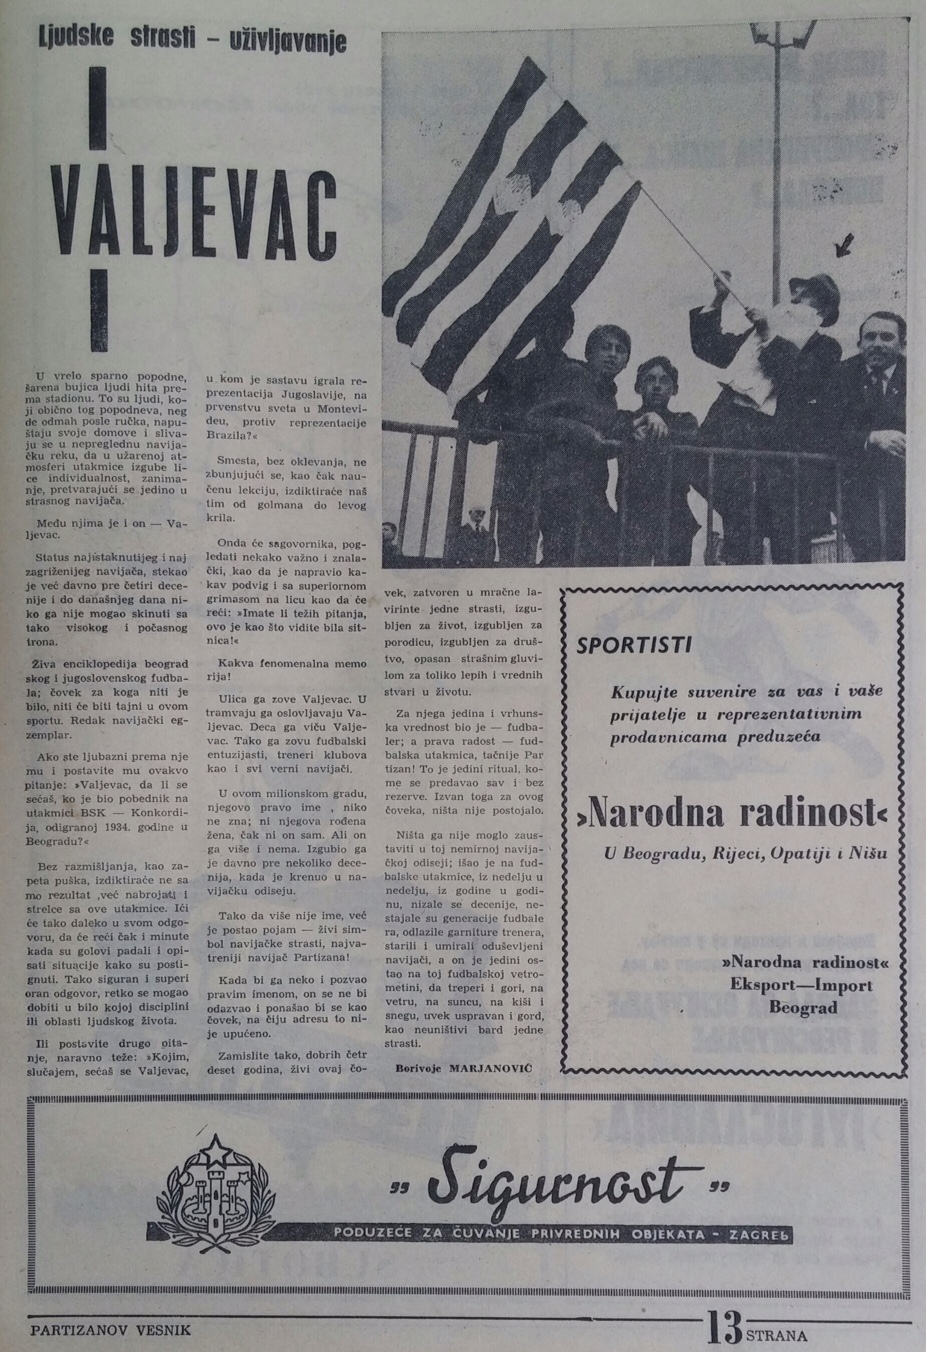 Ljudske strasti – uživljavanje
VALJEVAC
U vrelo sparno popodne,
šarena bujica ljudi hita pre-
ma stadionu. To su ljudi, ko-
ji obično tog popodneva, neg
de odmah posle ručka, napu-
štaju svoje domove i sliva-
ju se u nepreglednu navija-
čku reku, da u užarenoj at-
mosferi utakmice izgube li-
ce individualnost, zanima-
nje, pretvarajući se jedino u
strasnog navijača.
Među njima je i on — Va-
ljevac.
Status najistaknutijeg i naj
zagriženijeg navijača, stekao
je već davno pre četiri dece-
nije i do današnjeg dana ni-
ko ga nije mogao skinuti sa
tako visokog i počasnog
trona.
Živa enciklopedija beograd
skog i jugoslovenskog fudba-
la; čovek za koga niti je
bilo, niti će biti tajni u ovom
sportu. Redak navijački eg-
zemplar.
Ako ste ljubazni prema nje
mu i postavite mu ovakvo
pitanje: »Valjevac, da li se
sećaš, ko je bio pobednik na
utakmici BSK — Konkordi-
ja, odigranoj 1934. godine u
Beogradu?«
Bez razmišljanja, kao za-
peta puška, izdiktiraće ne sa
mo rezultat ,već nabrojati i
strelce sa ove utakmice. Ići
će tako daleko u svom odgo-
voru, da će reći čak i minute
kada su golovi padali i opi-
sati situacije kako su posti-
gnuti. Tako siguran i superi
oran odgovor, retko se mogao
dobiti u bilo kojoj disciplini
ili oblasti ljudskog života.
Ili postavite drugo pita-
nje, naravno teže: »Kojim,
slučajem, sećaš se Valjevac,
u kom je sastavu igrala re-
prezentacija Jugoslavije, na
prvenstvu sveta u Montevi-
deu, protiv reprezentacije
Brazila?«
Smesta, bez oklevanja, ne
zbunjujući se, kao čak nau-
čenu lekciju, izdiktiraće naš
tim od golmana do levog
krila.
Onda će sagovornika, pog-
ledati nekako važno i znala-
čki, kao da je napravio ka-
kav podvig i sa superiornom
grimasom na licu kao da će
reći: »Imate li težih pitanja,
ovo je kao što vidite bila sit-
nica!«
Kakva fenomenalna memo
rija!
Ulica ga zove Valjevac. U
tramvaju ga oslovljavaju Va-
ljevac. Deca ga viču Valje-
vac. Tako ga zovu fudbalski
entuzijasti, treneri klubova
kao i svi verni navijači.
U ovom milionskom gradu,
njegovo pravo ime , niko
ne zna; ni njegova rođena
žena, čak ni on sam. Ali on
ga više i nema. Izgubio ga
je davno pre nekoliko dece-
nija, kada je krenuo u na-
vijačku odiseju.
Tako da više nije ime, već
je postao pojam — živi sim-
bol navijačke strasti, najva-
treniji navijač Partizana!
Kada bi ga neko i pozvao
pravim imenom, on se ne bi
odazvao i ponašao bi se kao
čovek, na čiju adresu to ni-
je upućeno.
Zamislite tako, dobrih četr
deset godina, živi ovaj čo-
vek, zatvoren u mračne la-
virinte jedne strasti, izgu-
bljen za život, izgubljen za
porodicu, izgubljen za druš-
tvo, opasan strašnim gluvi-
lom za toliko lepih i vrednih
stvari u životu.
Za njega jedina i vrhuns-
ka vrednost bio je — fudba-
ler; a prava radost — fud-
balska utakmica, tačnije Par
tizan! To je jedini ritual, ko-
me se predavao sav i bez
rezerve. Izvan toga za ovog
čoveka, ništa nije postojalo.
Ništa ga nije moglo zaus-
taviti u toj nemirnoj navija-
čkoj odiseji; išao je na fud-
balske utakmice, iz nedelju u
nedelju, iz godine u godi-
nu, nizale se decenije, ne-
stajale su generacije fudbale
ra, odlazile garniture trenera,
starili i umirali oduševljeni
navijači, a on je jedini os-
tao na toj fudbalskoj vetro-
metini, da treperi i gori, na
vetru, na suncu, na kiši i
snegu, uvek uspravan i gord,
kao neuništivi bard jedne
strasti.
Borivoje MARJANOVIĆ
SPORTISTI
Kupujte suvenire za vas i vaše
prijatelje u reprezentativnim
prodavnicama preduzeća
»Narodna radinost«
U Beogradu, Rijeci, Opatiji i Nišu
»Narodna radinost«
Eksport—Import
Beograd
„ Sigurnost „
PODUZEĆE ZA ČUVANJE PRIVREDNIH OBJEKATA – ZAGREB
PARTIZANOV VESNIK
13 STRANA